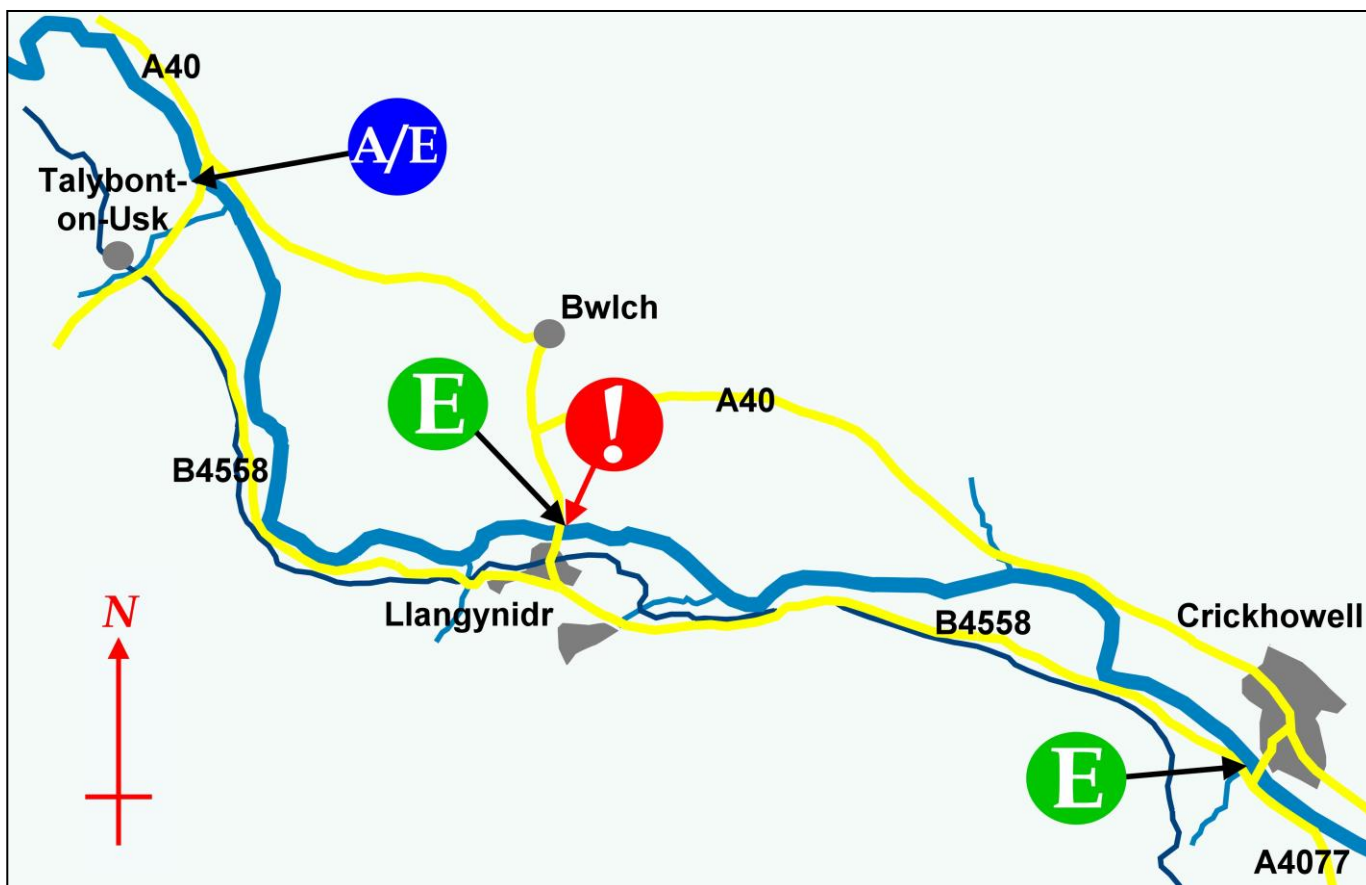 A40
A/E
Talybont-
on-Usk
Bwlch
E
!
A40
B4558
Llangynidr
N
B4558
Crickhowell
E
A4077